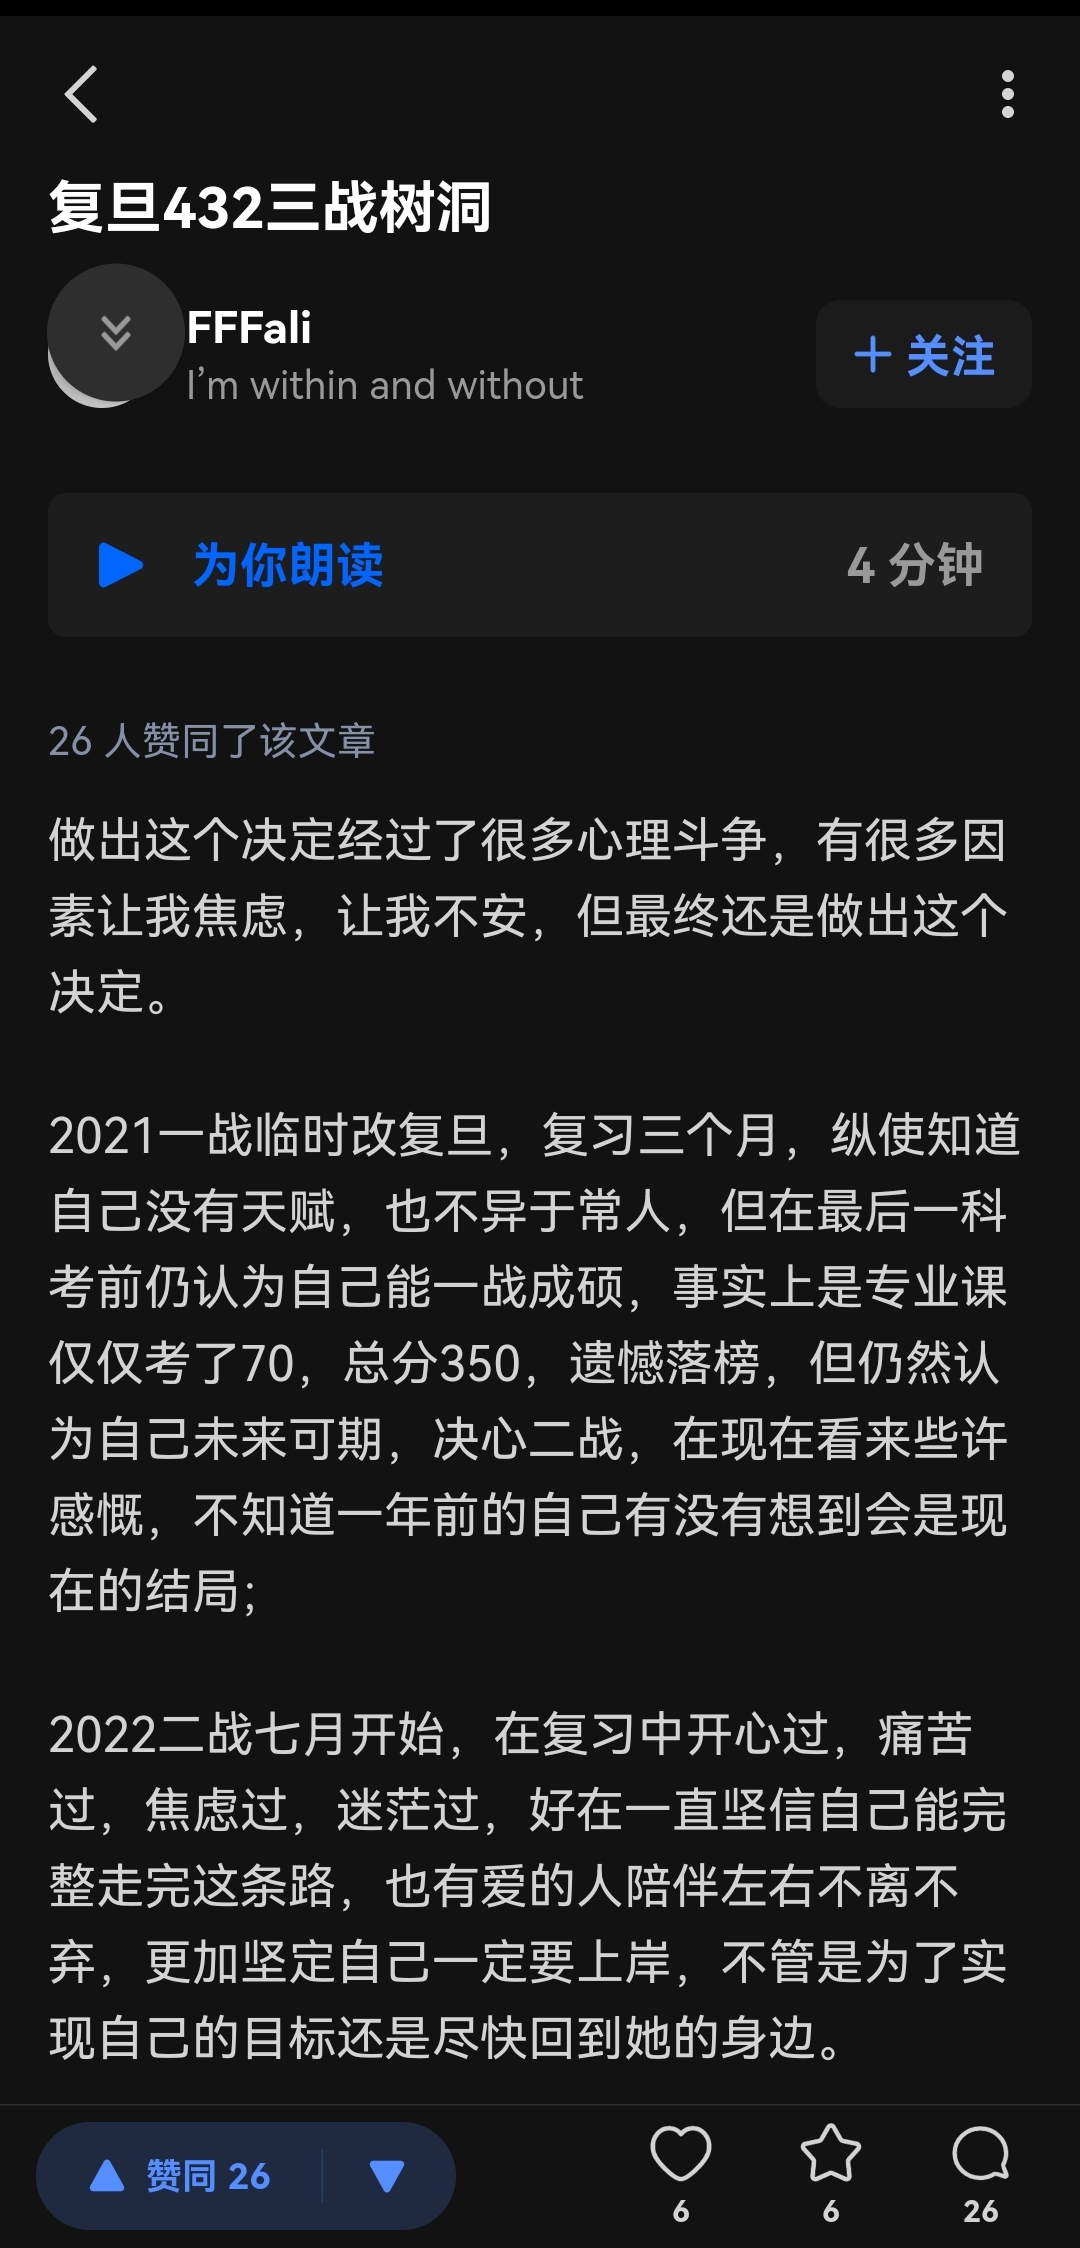 复旦432三战树洞
FFFali
I'm within and without
关注
为你朗读
4 分钟
26 人赞同了该文章
做出这个决定经过了很多心理斗争，有很多因
素让我焦虑，让我不安，但最终还是做出这个
决定。
2021一战临时改复旦，复习三个月，纵使知道
自己没有天赋，也不异于常人，但在最后一科
考前仍认为自己能一战成硕，事实上是专业课
仅仅考了70，总分350，遗憾落榜，但仍然认
为自己未来可期，决心二战，在现在看来些许
感慨，不知道一年前的自己有没有想到会是现
在的结局；
2022二战七月开始，在复习中开心过，痛苦
过，焦虑过，迷茫过，好在一直坚信自己能完
整走完这条路，也有爱的人陪伴左右不离不
弃，更加坚定自己一定要上岸，不管是为了实
现自己的目标还是尽快回到她的身边。
赞同 26
6
6
26